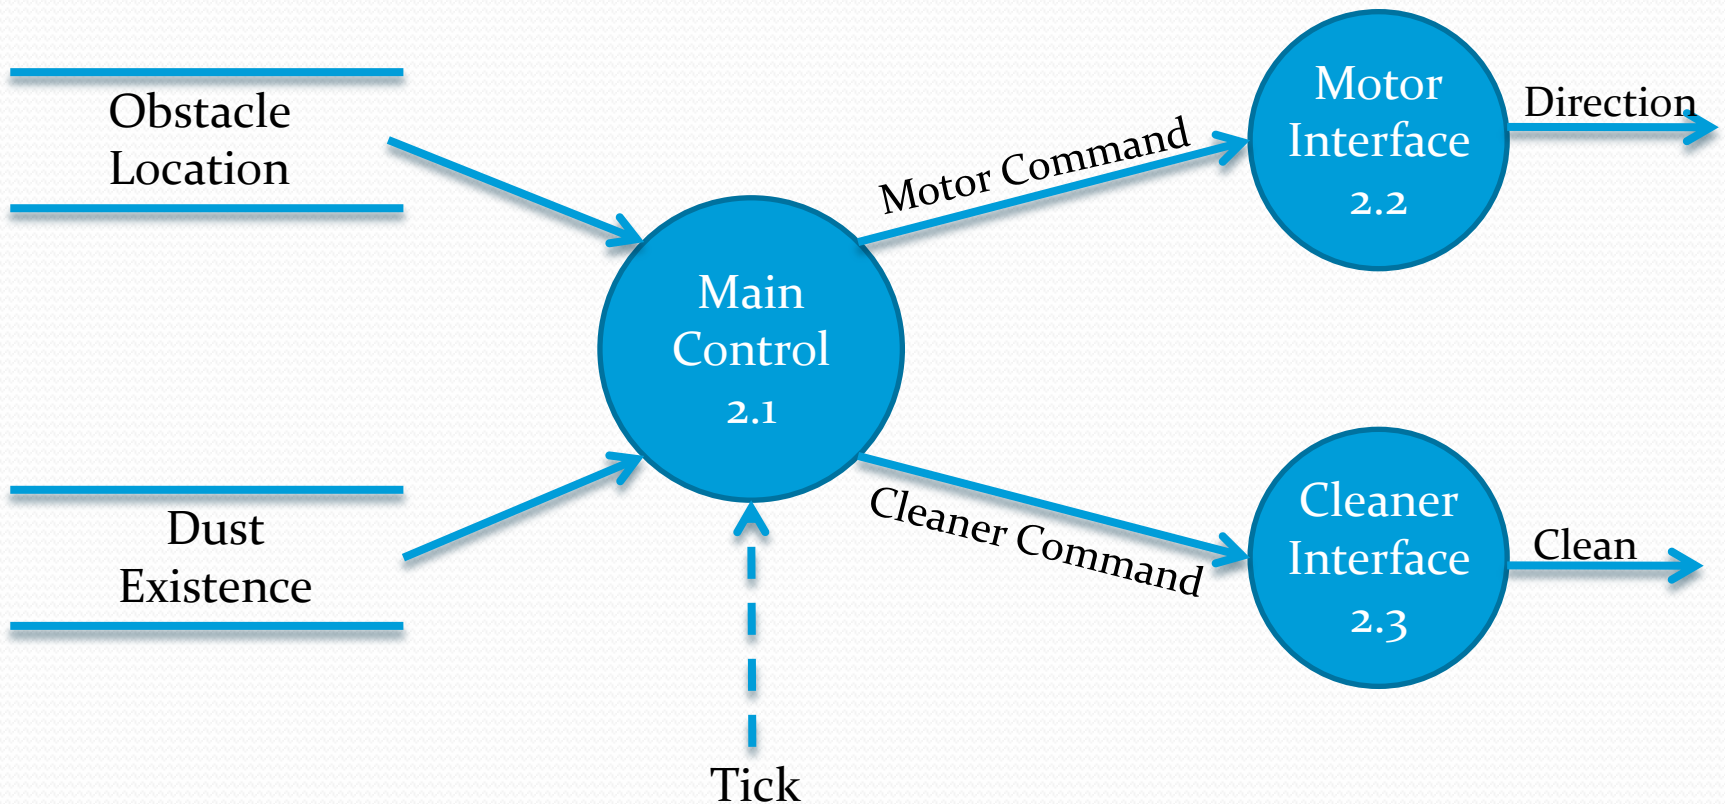 Obstacle
Location
Motor Command
Motor
Interface
2.2
Direction
Main
Control
2.1
Dust
Existence
Cleaner Command
Cleaner
Interface
2.3
Clean
Tick